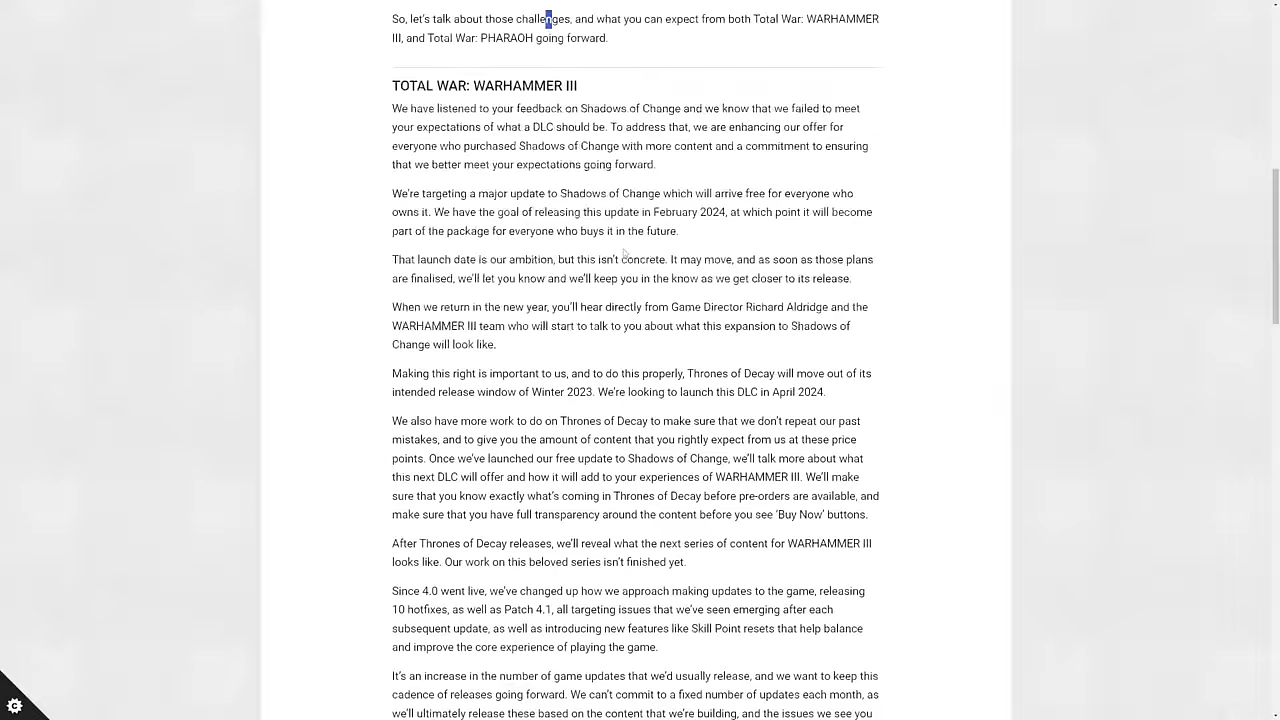 So, let's talk about those challenges, and what you can expect from both Total War: WARHAMMER
III, and Total War: PHARAOH going forward.
TOTAL WAR: WARHAMMER III
We have listened to your feedback on Shadows of Change and we know that we failed to meet
your expectations of what a DLC should be. To address that, we are enhancing our offer for
everyone who purchased Shadows of Change with more content and a commitment to ensuring
that we better meet your expectations going forward.
We're targeting a major update to Shadows of Change which will arrive free for everyone who
owns it. We have the goal of releasing this update in February 2024, at which point it will become
part of the package for everyone who buys it in the future.
That launch date is our ambition, but this isn't concrete. It may move, and as soon as those plans
are finalised, we'll let you know and we'll keep you in the know as we get closer to its release.
When we return in the new year, you'll hear directly from Game Director Richard Aldridge and the
WARHAMMER III team who will start to talk to you about what this expansion to Shadows of
Change will look like.
Making this right is important to us, and to do this properly, Thrones of Decay will move out of its
intended release window of Winter 2023. We're looking to launch this DLC in April 2024.
We also have more work to do on Thrones of Decay to make sure that we don't repeat our past
mistakes, and to give you the amount of content that you rightly expect from us at these price
points. Once we've launched our free update to Shadows of Change, we'll talk more about what
this next DLC will offer and how it will add to your experiences of WARHAMMER III. We'll make
sure that you know exactly what's coming in Thrones of Decay before pre-orders are available, and
make sure that you have full transparency around the content before you see 'Buy Now' buttons.
After Thrones of Decay releases, we'll reveal what the next series of content for WARHAMMER III
looks like. Our work on this beloved series isn't finished yet.
Since 4.0 went live, we've changed up how we approach making updates to the game, releasing
10 hotfixes, as well as Patch 4.1, all targeting issues that we've seen emerging after each
subsequent update, as well as introducing new features like Skill Point resets that help balance
and improve the core experience of playing the game.
It's an increase in the number of game updates that we'd usually release, and we want to keep this
cadence of releases going forward. We can't commit to a fixed number of updates each month, as
we'll ultimately release these based on the content that we're building, and the issues we see you